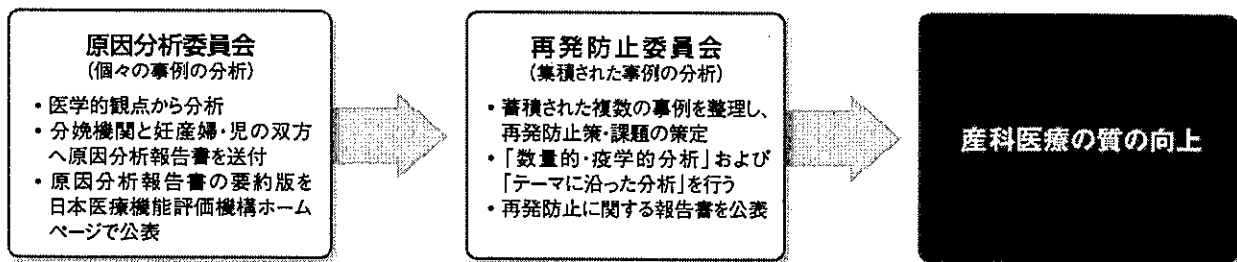 原因分析委員会
(個々の事例の分析)
・医学的観点から分析
・分娩機関と妊産婦・児の双方
へ原因分析報告書を送付
・原因分析報告書の要約版を
日本医療機能評価機構ホーム
ページで公表
再発防止委員会
(集積された事例の分析)
・蓄積された複数の事例を整理し、
再発防止策・課題の策定
・「数量的・疫学的分析」および
「テーマに沿った分析」を行う
・再発防止に関する報告書を公表
産科医療の質の向上